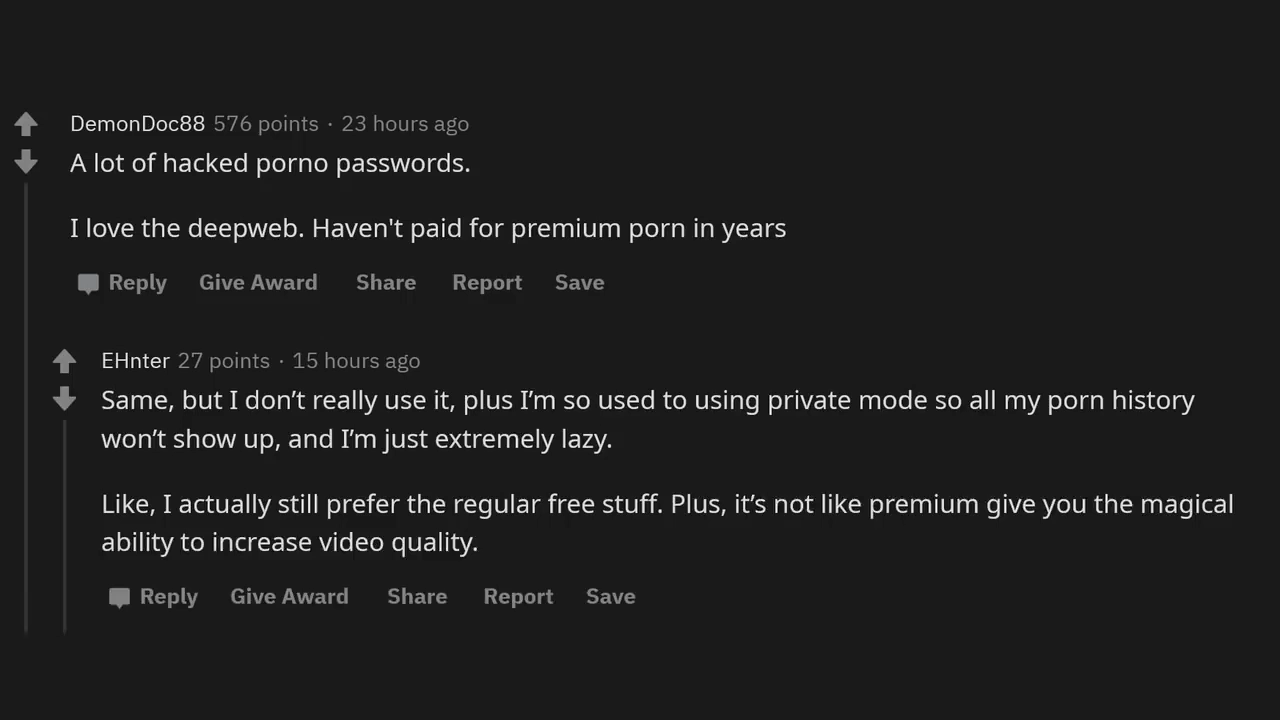 DemonDoc88 576 points · 23 hours ago
A lot of hacked porno passwords.
I love the deepweb. Haven't paid for premium porn in years
Reply Give Award Share Report Save
EHnter 27 points · 15 hours ago
Same, but I don’t really use it, plus I’m so used to using private mode so all my porn history
won’t show up, and I’m just extremely lazy.
Like, I actually still prefer the regular free stuff. Plus, it’s not like premium give you the magical
ability to increase video quality.
Reply Give Award Share Report Save